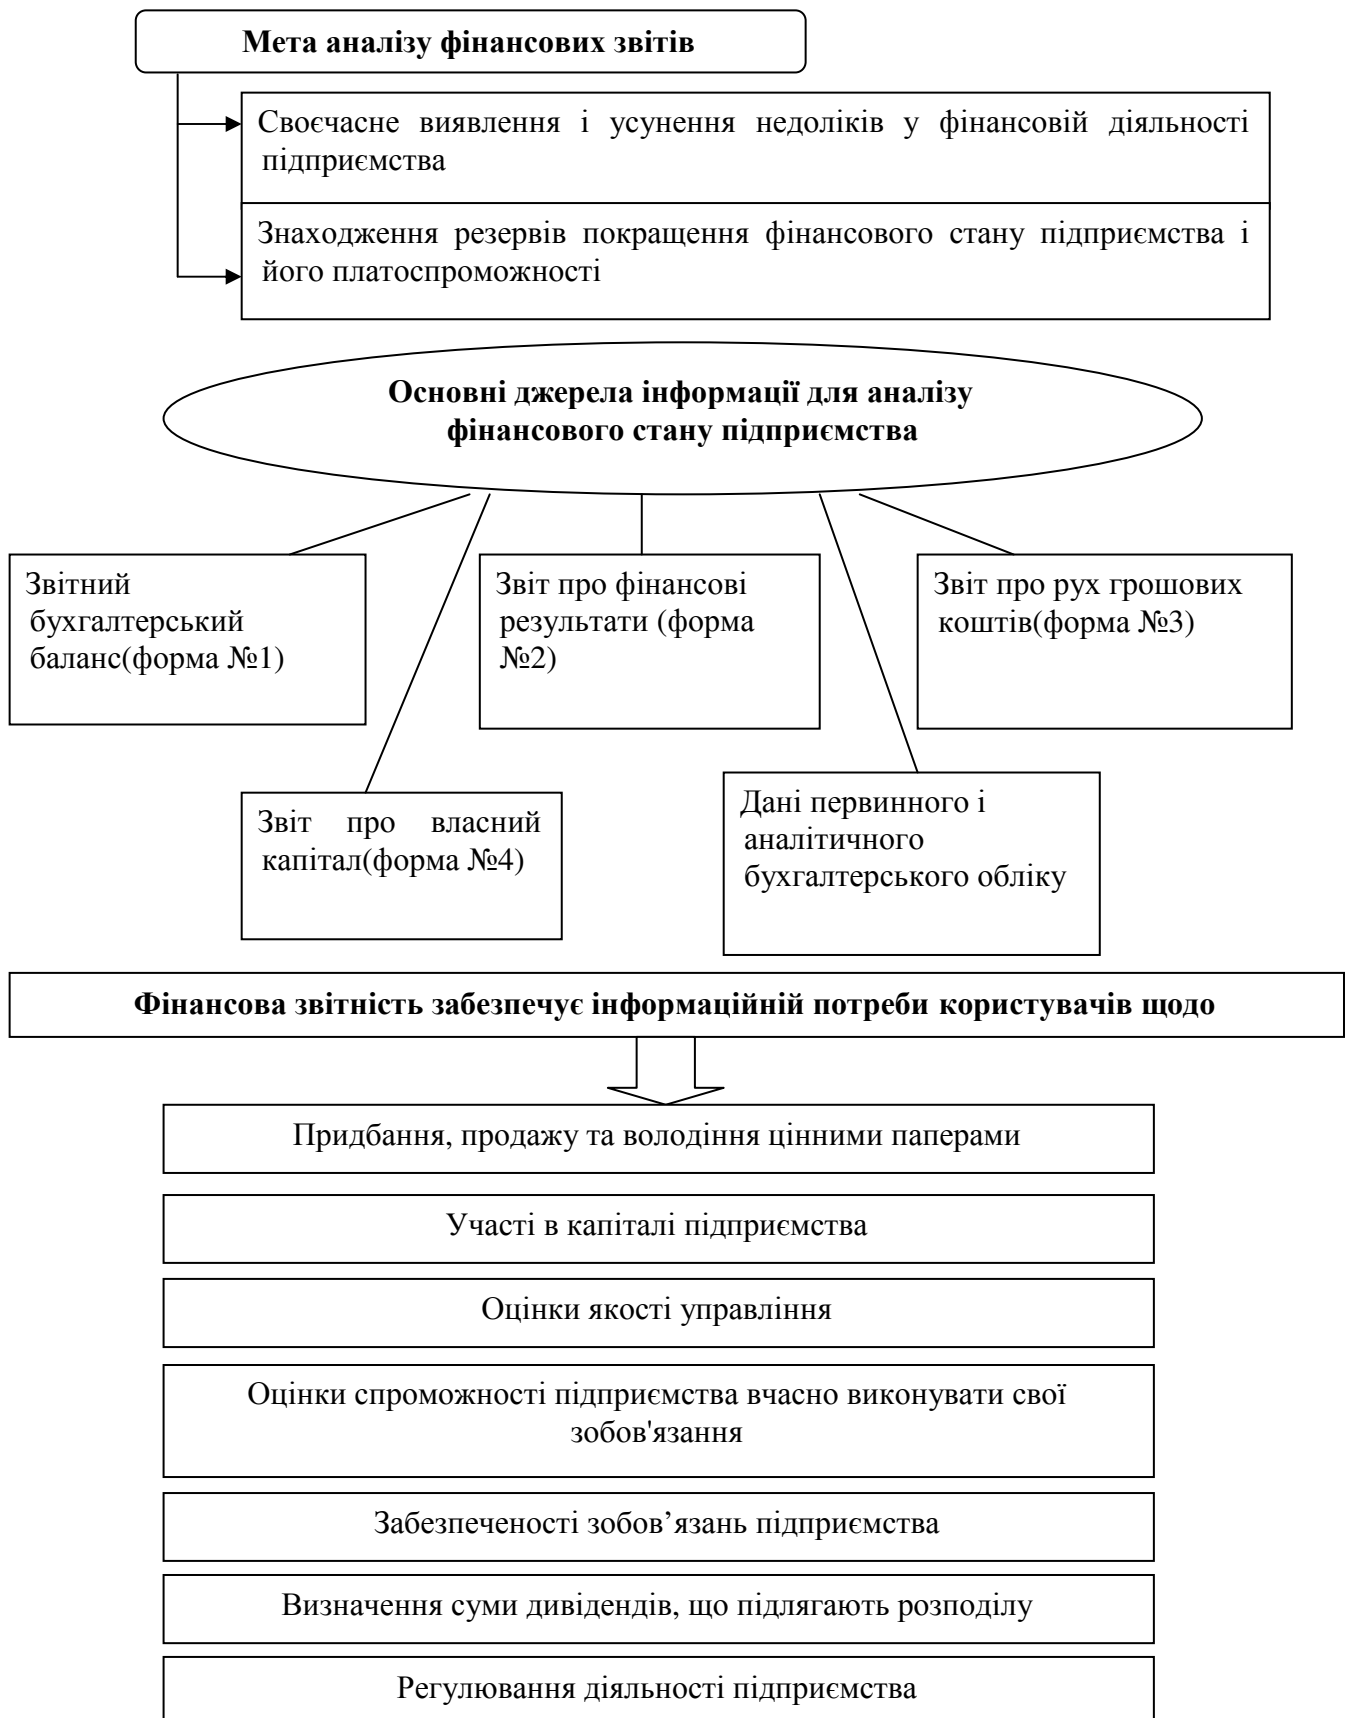 Мета аналізу фінансових звітів
Своєчасне виявлення і усунення недоліків у фінансовій діяльності
підприємства
Знаходження резервів покращення фінансового стану підприємства і
його платоспроможності
Основні джерела інформації для аналізу
фінансового стану підприємства
Звітний
бухгалтерський
баланс(форма №1)
Звіт про фінансові
результати (форма
№2)
Звіт про рух грошових
коштів(форма №3)
Звіт про власний
капітал(форма №4)
Дані первинного і
аналітичного
бухгалтерського обліку
Фінансова звітність забезпечує інформаційній потреби користувачів щодо
Придбання, продажу та володіння цінними паперами
Участі в капіталі підприємства
Оцінки якості управління
Оцінки спроможності підприємства вчасно виконувати свої
зобов'язання
Забезпеченості зобов’язань підприємства
Визначення суми дивідендів, що підлягають розподілу
Регулювання діяльності підприємства